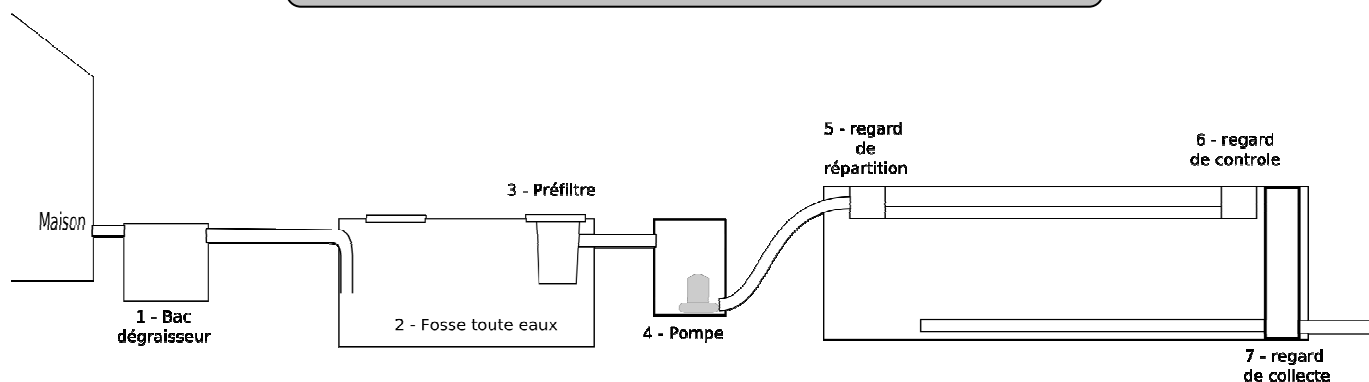 Maison
1 - Bac
dégraisseur
2 - Fosse toute eaux
3 - Préfiltre
4 - Pompe
5 - regard
de
répartition
6 - regard
de controle
7 - regard
de collecte